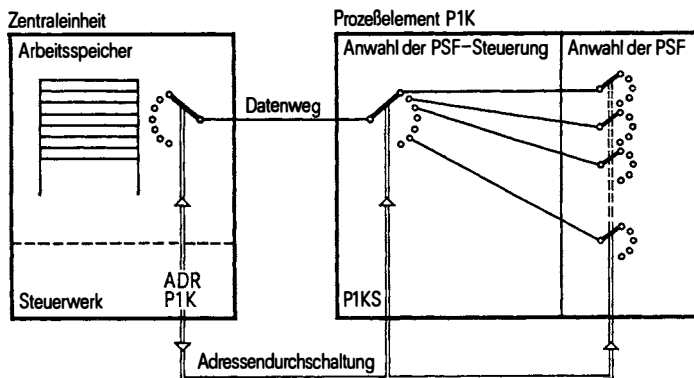 Zentraleinheit
Prozeßelement P1K
Arbeitsspeicher
Anwahl der PSF-Steuerung
Anwahl der PSF
Datenweg
ADR
P1K
Steuerwerk
P1KS
Adressendurchschaltung